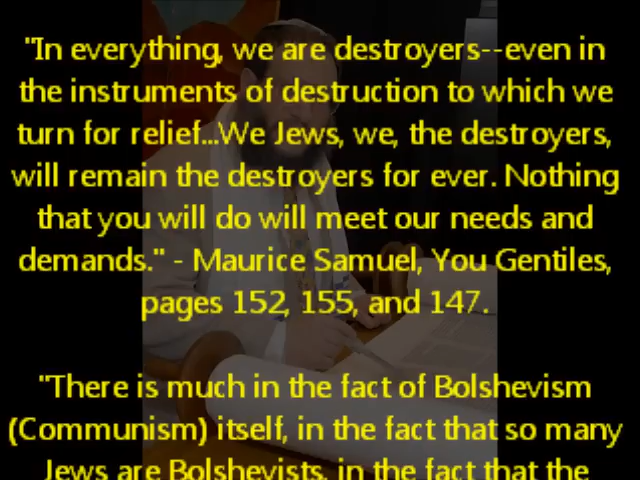 "In everything, we are destroyers--even in
the instruments of destruction to which we
turn for relief...We Jews, we, the destroyers,
will remain the destroyers for ever. Nothing
that you will do will meet our needs and
demands." - Maurice Samuel, You Gentiles,
pages 152, 155, and 147.
"There is much in the fact of Bolshevism
(Communism) itself, in the fact that so many
Jews are Bolshevists, in the fact that the